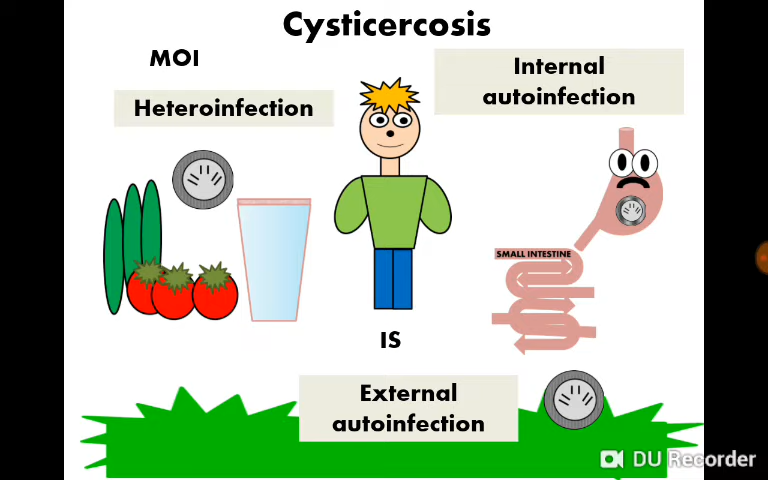 Cysticercosis
MOI
Heteroinfection
Internal
autoinfection
SMALL INTESTINE
IS
External
autoinfection
DU Recorder